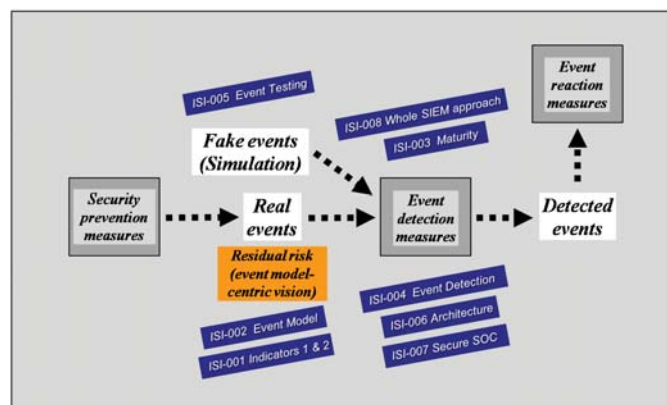 ISI-005 Event Testing
ISI-008 Whole SIEM approach
ISI-003 Maturity
Event
reaction
measures
Fake events
(Simulation)
Security
prevention
measures
Real
events
Event
detection
measures
Detected
events
Residual risk
(event model-
centric vision)
ISI-002 Event Model
ISI-001 Indicators 1 & 2
ISI-004 Event Detection
ISI-006 Architecture
ISI-007 Secure SOC